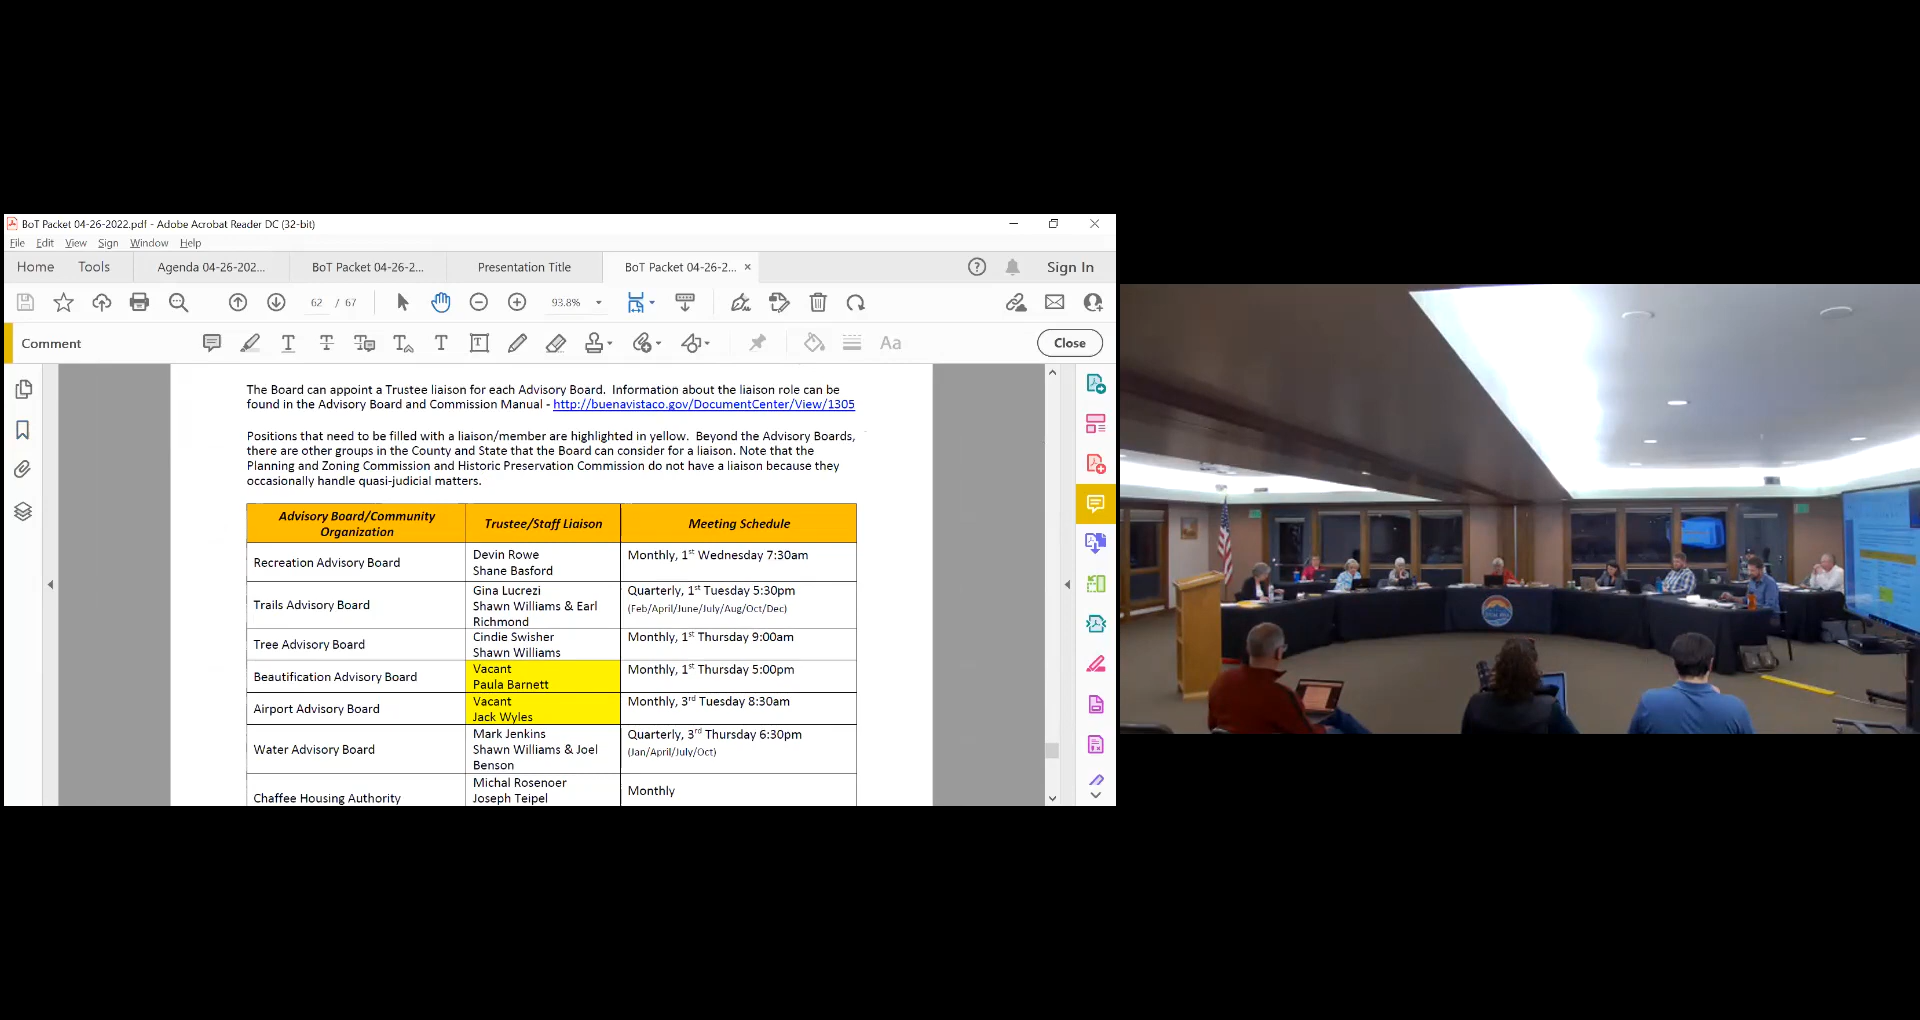 BoT Packet 04-26-2022.pdf - Adobe Acrobat Reader DC (32-bit)
File Edit View Sign Window Help
Home Tools Agenda 04-26-202... BoT Packet 04-26-2... Presentation Title BoT Packet 04-26-2... × Sign In
62 / 67 93.8%
Comment Aa Close
The Board can appoint a Trustee liaison for each Advisory Board. Information about the liaison role can be
found in the Advisory Board and Commission Manual - http://buenavistaco.gov/DocumentCenter/View/1305
Positions that need to be filled with a liaison/member are highlighted in yellow. Beyond the Advisory Boards,
there are other groups in the County and State that the Board can consider for a liaison. Note that the
Planning and Zoning Commission and Historic Preservation Commission do not have a liaison because they
occasionally handle quasi-judicial matters.
Advisory Board/Community
Organization
Trustee/Staff Liaison
Meeting Schedule
Recreation Advisory Board
Devin Rowe
Shane Basford
Monthly, 1st Wednesday 7:30am
Trails Advisory Board
Gina Lucrezi
Shawn Williams & Earl
Richmond
Quarterly, 1st Tuesday 5:30pm
(Feb/April/June/July/Aug/Oct/Dec)
Tree Advisory Board
Cindie Swisher
Shawn Williams
Monthly, 1st Thursday 9:00am
Beautification Advisory Board
Vacant
Paula Barnett
Monthly, 1st Thursday 5:00pm
Airport Advisory Board
Vacant
Jack Wyles
Monthly, 3rd Tuesday 8:30am
Water Advisory Board
Mark Jenkins
Shawn Williams & Joel
Benson
Quarterly, 3rd Thursday 6:30pm
(Jan/April/July/Oct)
Chaffee Housing Authority
Michal Rosenoer
Joseph Teipel
Monthly